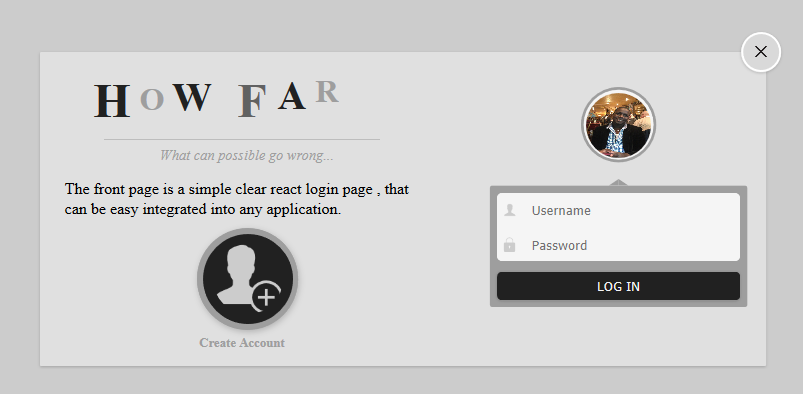 HOW FAR
What can possible go wrong...
The front page is a simple clear react login page , that
can be easy integrated into any application.
Create Account
Username
Password
LOG IN